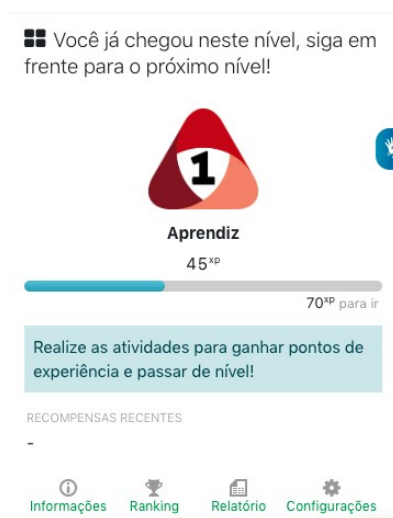 Você já chegou neste nível, siga em
frente para o próximo nível!
1
Aprendiz
45xp
70xp para ir
Realize as atividades para ganhar pontos de
experiência e passar de nível!
RECOMPENSAS RECENTES
-
Informações Ranking Relatório Configurações